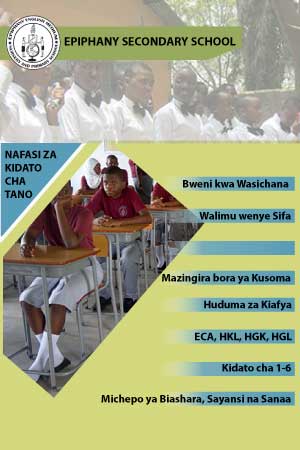 EPIPHANY SECONDARY SCHOOL
NAFASI ZA
KIDATO
CHA
TANO
Bweni kwa Wasichana
Walimu wenye Sifa
Mazingira bora ya Kusoma
Huduma za Kiafya
ECA, HKL, HGK, HGL
Kidato cha 1-6
Michepo ya Biashara, Sayansi na Sanaa